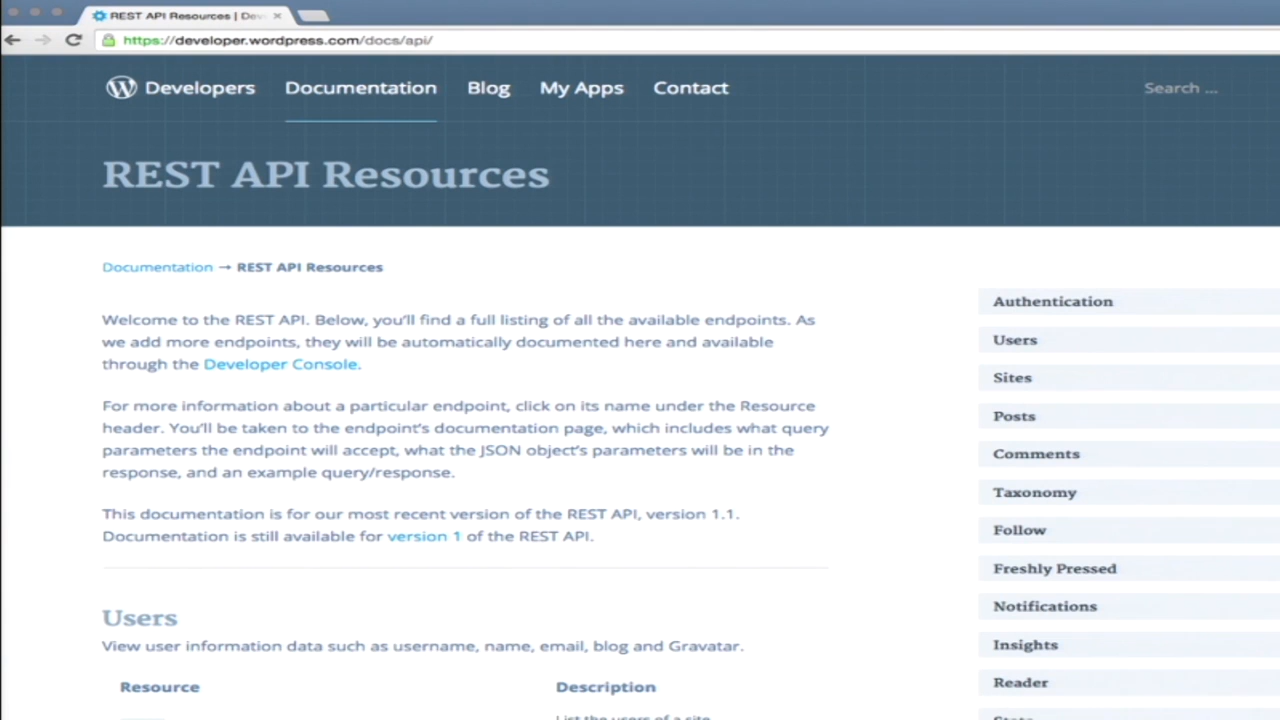 REST API Resources | Dev
https://developer.wordpress.com/docs/api/
Developers Documentation Blog My Apps Contact Search ...
REST API Resources
Documentation → REST API Resources
Welcome to the REST API. Below, you'll find a full listing of all the available endpoints. As
we add more endpoints, they will be automatically documented here and available
through the Developer Console.
For more information about a particular endpoint, click on its name under the Resource
header. You'll be taken to the endpoint's documentation page, which includes what query
parameters the endpoint will accept, what the JSON object's parameters will be in the
response, and an example query/response.
This documentation is for our most recent version of the REST API, version 1.1.
Documentation is still available for version 1 of the REST API.
Users
View user information data such as username, name, email, blog and Gravatar.
Resource Description
List the users of a site
Authentication
Users
Sites
Posts
Comments
Taxonomy
Follow
Freshly Pressed
Notifications
Insights
Reader
Stats